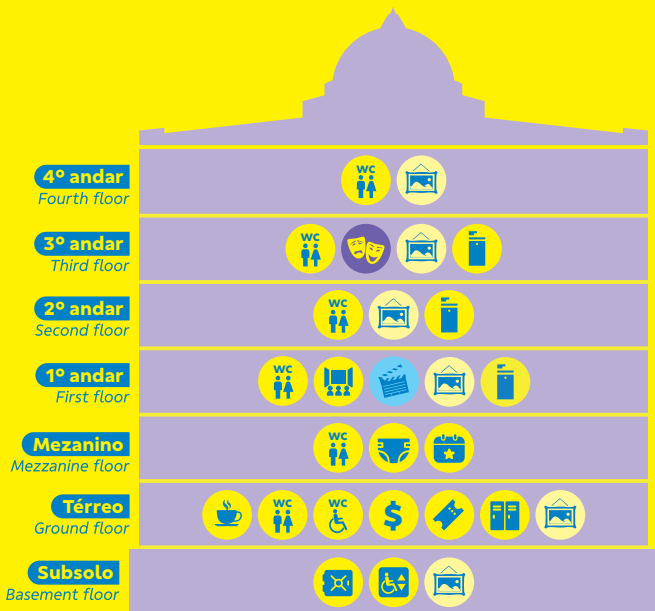 WC
4º andar
Fourth floor
WC
3º andar
Third floor
WC
2º andar
Second floor
WC
1º andar
First floor
WC
Mezanino
Mezzanine floor
WC WC
$
Térreo
Ground floor
Subsolo
Basement floor